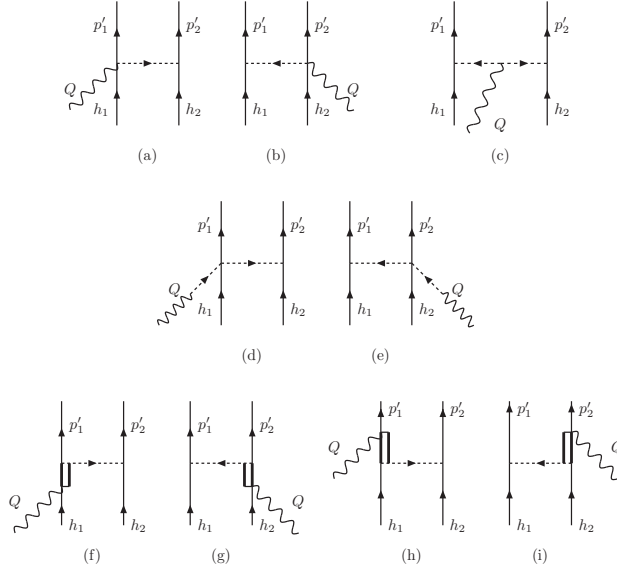 p′₁ p′₂ p′₁ p′₂ p′₁ p′₂
Q Q
h₁ h₂ h₁ h₂ h₁ Q h₂
(a) (b) (c)
p′₁ p′₂ p′₁ p′₂
Q Q
h₁ h₂ h₁ h₂
(d) (e)
p′₁ p′₂ p′₁ p′₂ p′₁ p′₂ p′₁ p′₂
Q Q
Q Q
h₁ h₂ h₁ h₂ h₁ h₂ h₁ h₂
(f) (g) (h) (i)